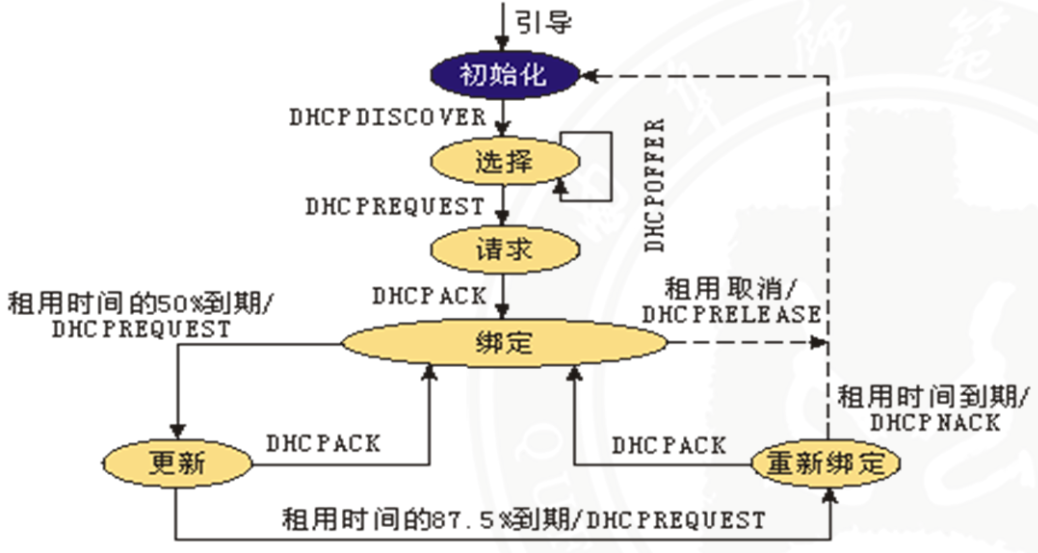 引导
初始化
DHCPDISCOVER
选择
DHCPOFFER
DHCPREQUEST
请求
DHCPACK
租用取消/
DHCPRELEASE
租用时间的50%到期/
DHCPREQUEST
绑定
租用时间到期/
DHCPNACK
DHCPACK
DHCPACK
更新
重新绑定
租用时间的87.5%到期/DHCPREQUEST
師範